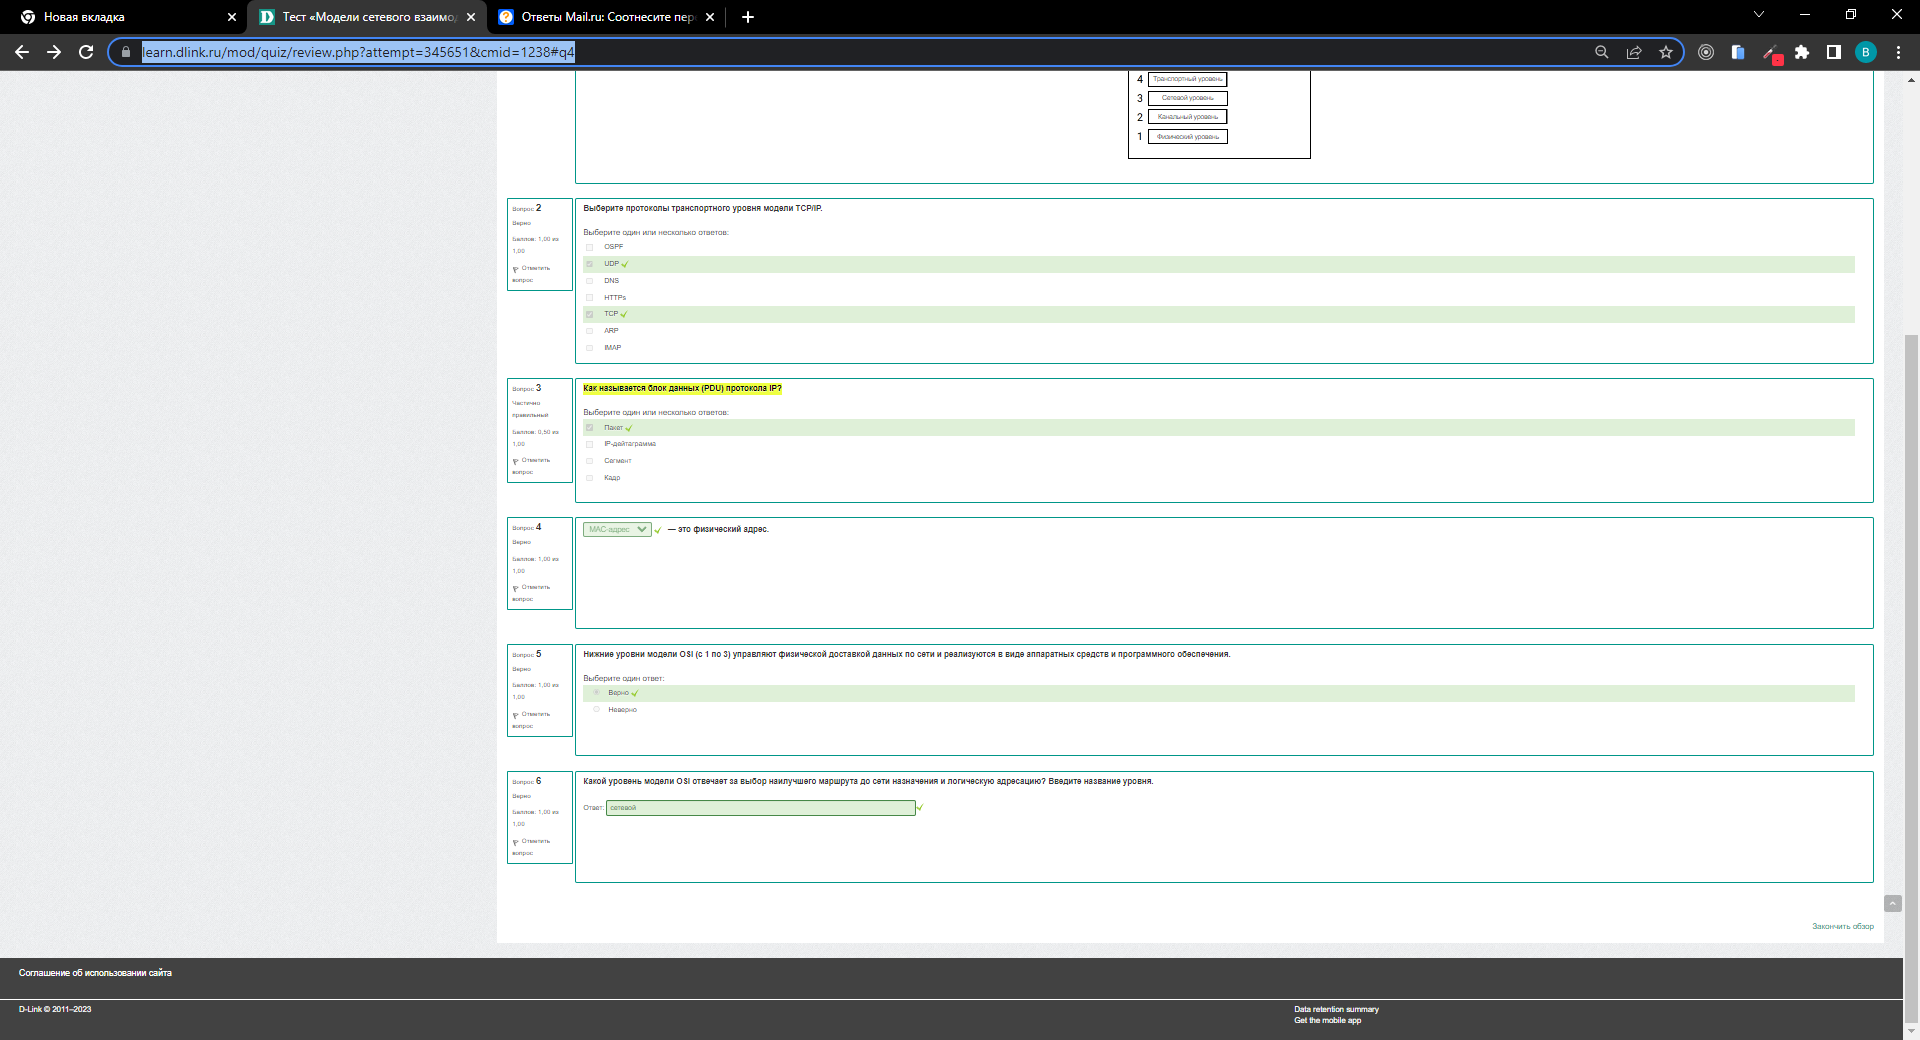 Новая вкладка
Тест «Модели сетевого взаимо
Ответы Mail.ru: Соотнесите пер
learn.dlink.ru/mod/quiz/review.php?attempt=345651&cmid=1238#q4
B
4 Транспортный уровень
3 Сетевой уровень
2 Канальный уровень
1 Физический уровень
Вопрос 2
Верно
Баллов: 1,00 из
1,00
Отметить
вопрос
Выберите протоколы транспортного уровня модели TCP/IP.
Выберите один или несколько ответов:
OSPF
UDP
DNS
HTTPs
TCP
ARP
IMAP
Вопрос 3
Частично
правильный
Баллов: 0,50 из
1,00
Отметить
вопрос
Как называется блок данных (PDU) протокола IP?
Выберите один или несколько ответов:
Пакет
IP-дейтаграмма
Сегмент
Кадр
Вопрос 4
Верно
Баллов: 1,00 из
1,00
Отметить
вопрос
MAC-адрес — это физический адрес.
Вопрос 5
Верно
Баллов: 1,00 из
1,00
Отметить
вопрос
Нижние уровни модели OSI (с 1 по 3) управляют физической доставкой данных по сети и реализуются в виде аппаратных средств и программного обеспечения.
Выберите один ответ:
Верно
Неверно
Вопрос 6
Верно
Баллов: 1,00 из
1,00
Отметить
вопрос
Какой уровень модели OSI отвечает за выбор наилучшего маршрута до сети назначения и логическую адресацию? Введите название уровня.
Ответ: сетевой
Закончить обзор
Соглашение об использовании сайта
D-Link © 2011–2023
Data retention summary
Get the mobile app